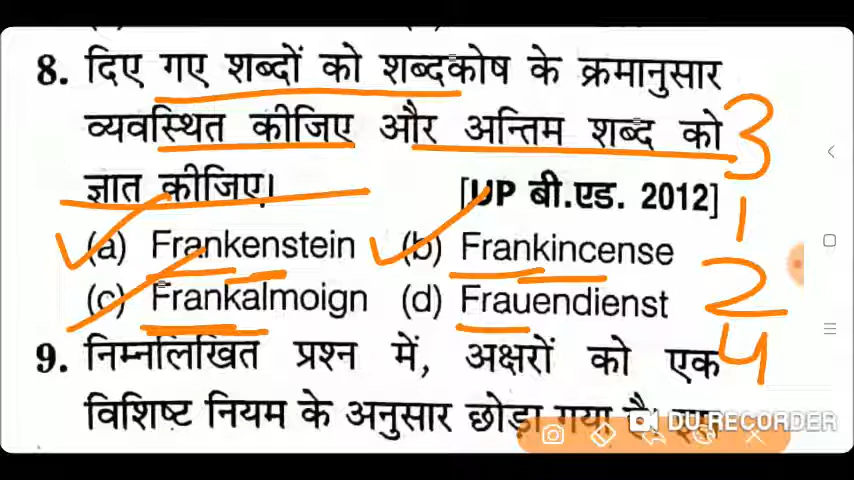 8. दिए गए शब्दों को शब्दकोष के क्रमानुसार
व्यवस्थित कीजिए और अन्तिम शब्द को
ज्ञात कीजिए। [UP बी.एड. 2012]
(a) Frankenstein (b) Frankincense
(c) Frankalmoign (d) Frauendienst
3
1
2
4
9. निम्नलिखित प्रश्न में, अक्षरों को एक
विशिष्ट नियम के अनुसार छोड़ा गया है।
DU RECORDER